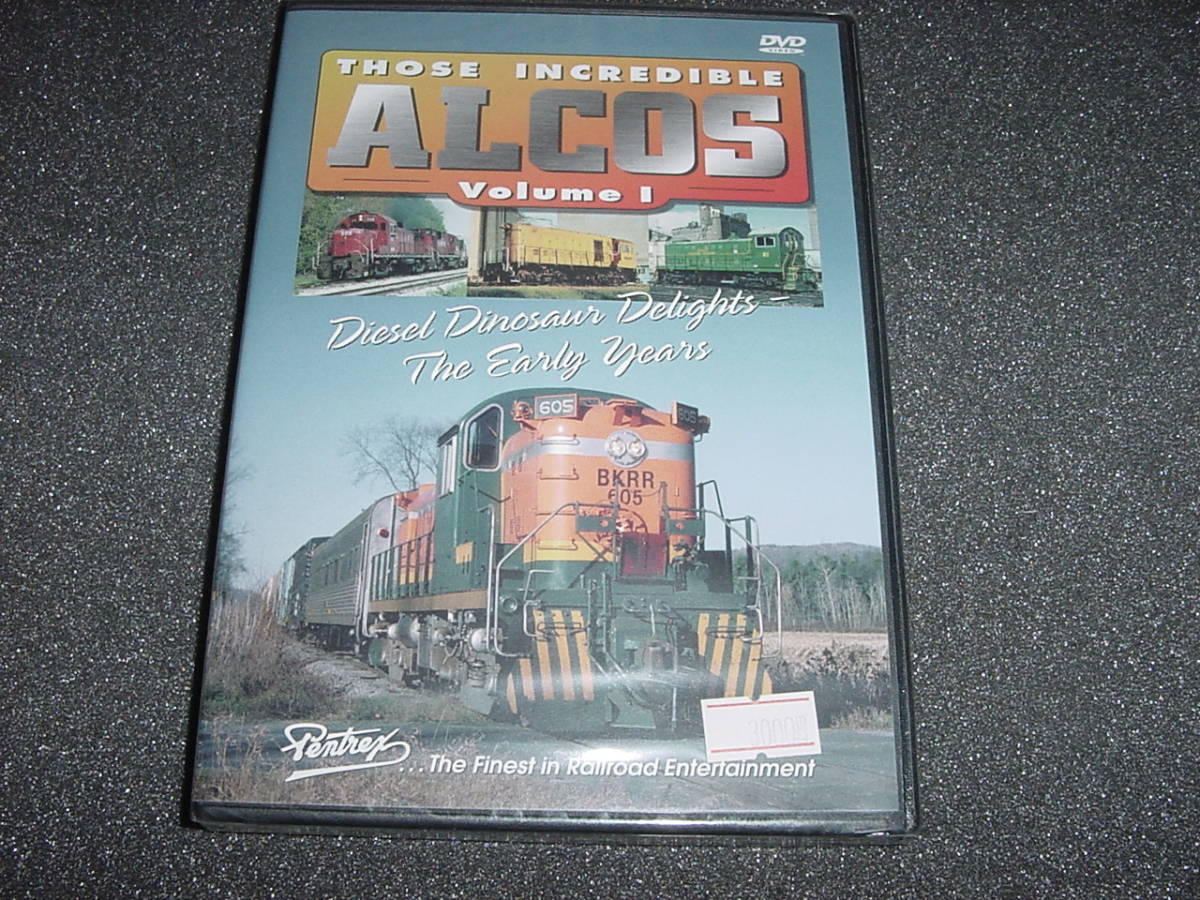 DVD
VIDEO
THOSE INCREDIBLE
ALCOS
Volume I
Diesel Dinosaur Delights –
The Early Years
605
605
BKRR
605
Pentrex
...The Finest in Railroad Entertainment